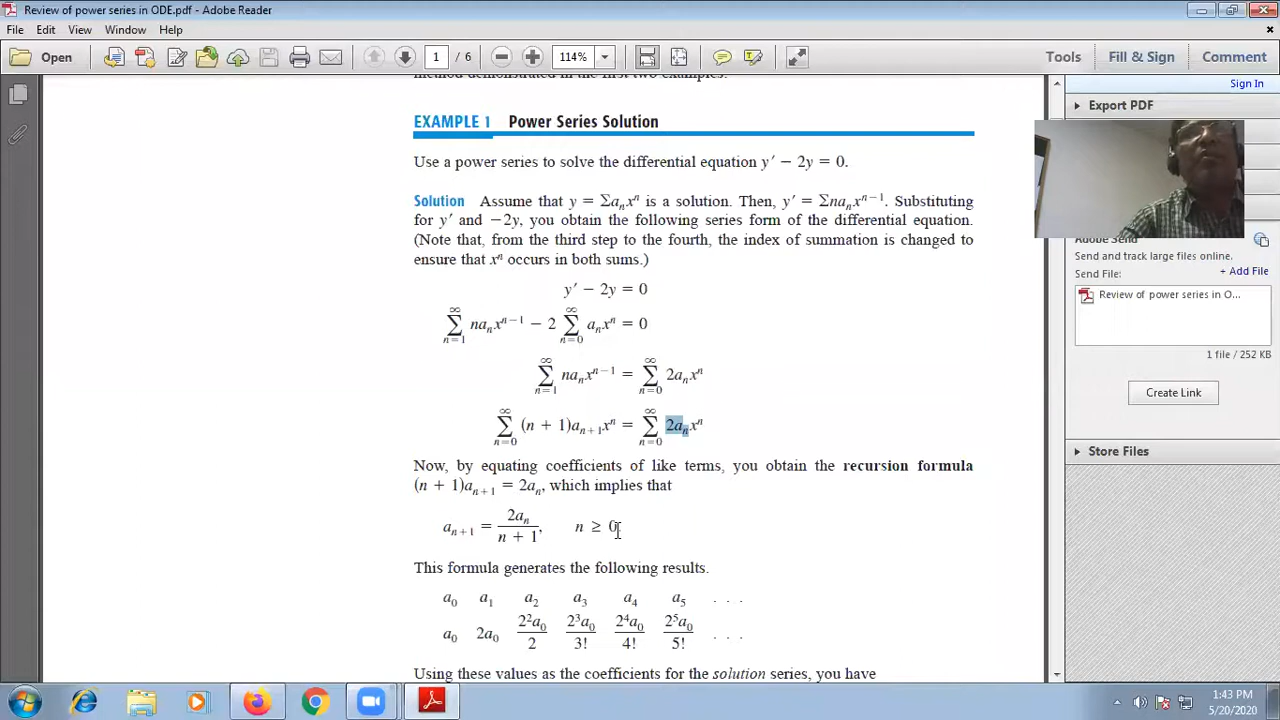 Review of power series in ODE.pdf - Adobe Reader
File Edit View Window Help
Open 1 / 6 114% Tools Fill & Sign Comment
Sign In
Export PDF
EXAMPLE 1 Power Series Solution
Use a power series to solve the differential equation y′ − 2y = 0.
Solution Assume that y = Σaₙxⁿ is a solution. Then, y′ = Σnaₙxⁿ⁻¹. Substituting
for y′ and −2y, you obtain the following series form of the differential equation.
(Note that, from the third step to the fourth, the index of summation is changed to
ensure that xⁿ occurs in both sums.)
y′ − 2y = 0
∞ ∑ n=1 naₙxⁿ⁻¹ − 2 ∞ ∑ n=0 aₙxⁿ = 0
∞ ∑ n=1 naₙxⁿ⁻¹ = ∞ ∑ n=0 2aₙxⁿ
∞ ∑ n=0 (n + 1)aₙ₊₁xⁿ = ∞ ∑ n=0 2aₙxⁿ
Now, by equating coefficients of like terms, you obtain the recursion formula
(n + 1)aₙ₊₁ = 2aₙ, which implies that
aₙ₊₁ = 2aₙ / n + 1, n ≥ 0
This formula generates the following results.
a₀ a₁ a₂ a₃ a₄ a₅ . . .
a₀ 2a₀ 2²a₀/2 2³a₀/3! 2⁴a₀/4! 2⁵a₀/5! . . .
Using these values as the coefficients for the solution series, you have
Send and track large files online.
Send File: + Add File
Review of power series in O...
1 file / 252 KB
Create Link
Store Files
1:43 PM
5/20/2020